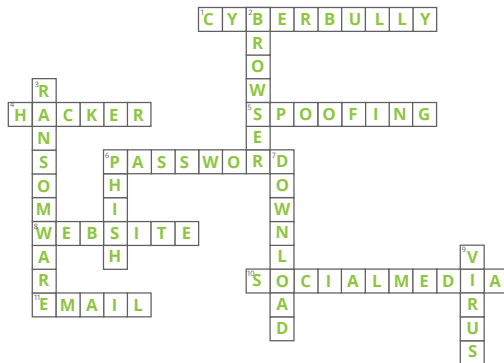 1 CYBERBULLY
2 BROWSER
3 RANSOMWARE
4 HACKER
5 SPOOFING
6 PASSWORD
PHISH
7 DOWNLOAD
8 WEBSITE
9 VIRUS
10 SOCIALMEDIA
11 EMAIL